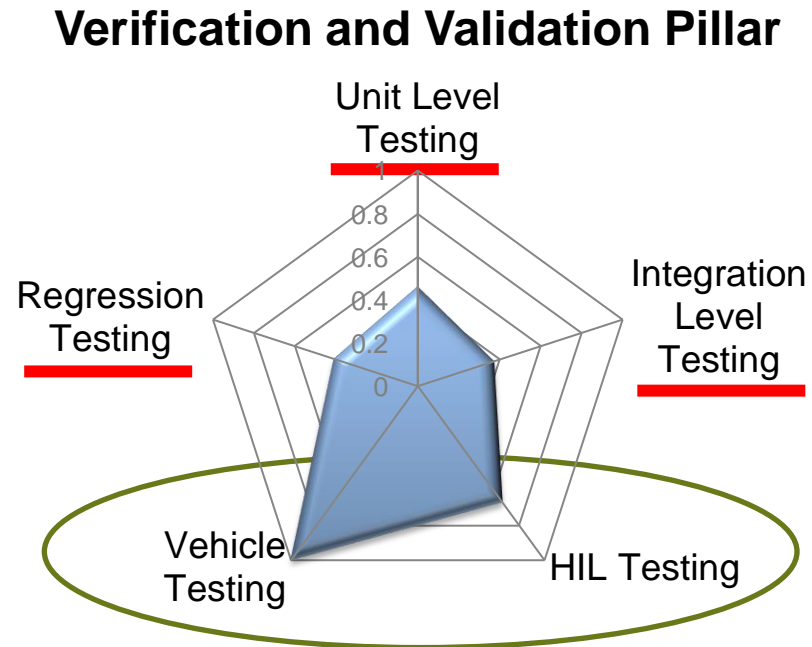 Verification and Validation Pillar
Unit Level
Testing
1
0.8
0.6
0.4
0.2
0
Integration
Level
Testing
Regression
Testing
Vehicle
Testing
HIL Testing